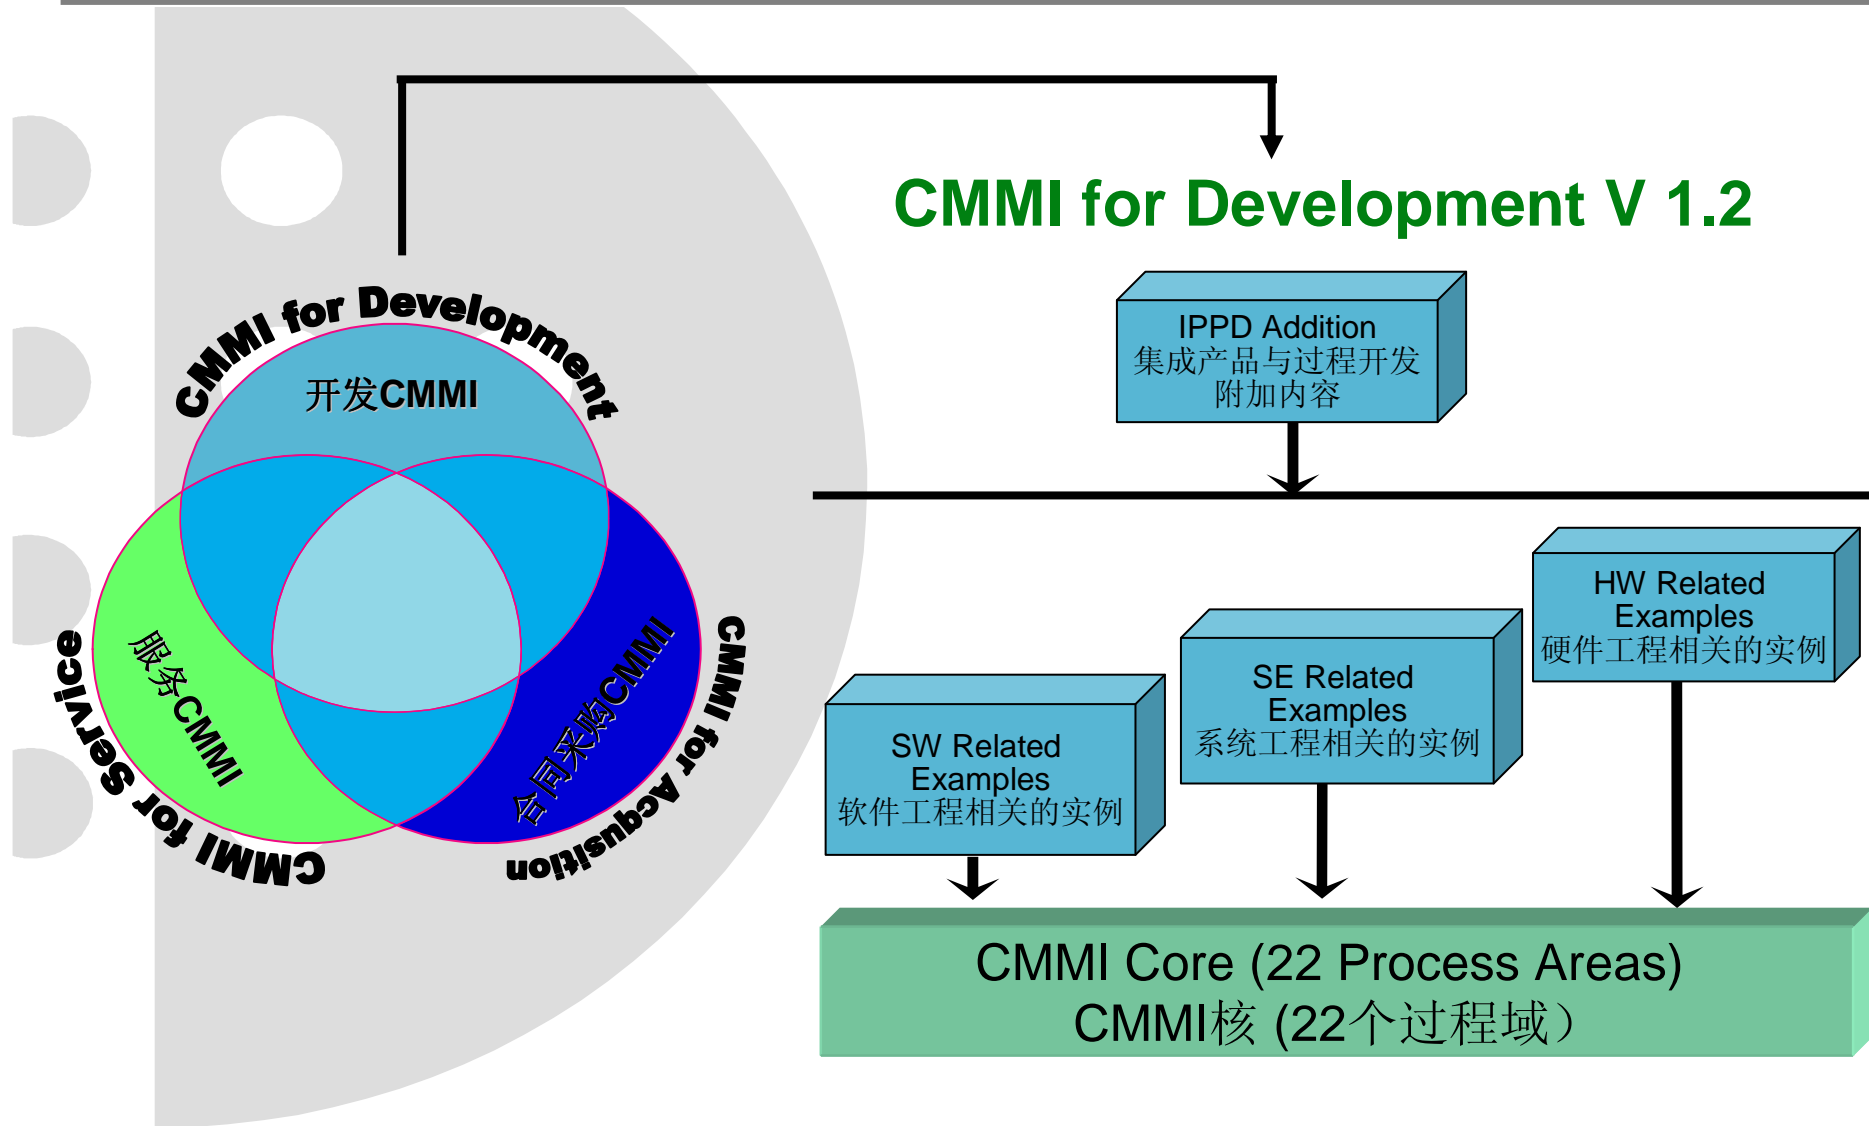 CMMI for Development V 1.2
CMMI for Development
开发CMMI
服务CMMI
CMMI for Service
合同采购CMMI
CMMI for Acqusition
IPPD Addition
集成产品与过程开发
附加内容
HW Related
Examples
硬件工程相关的实例
SE Related
Examples
系统工程相关的实例
SW Related
Examples
软件工程相关的实例
CMMI Core (22 Process Areas)
CMMI核 (22个过程域）